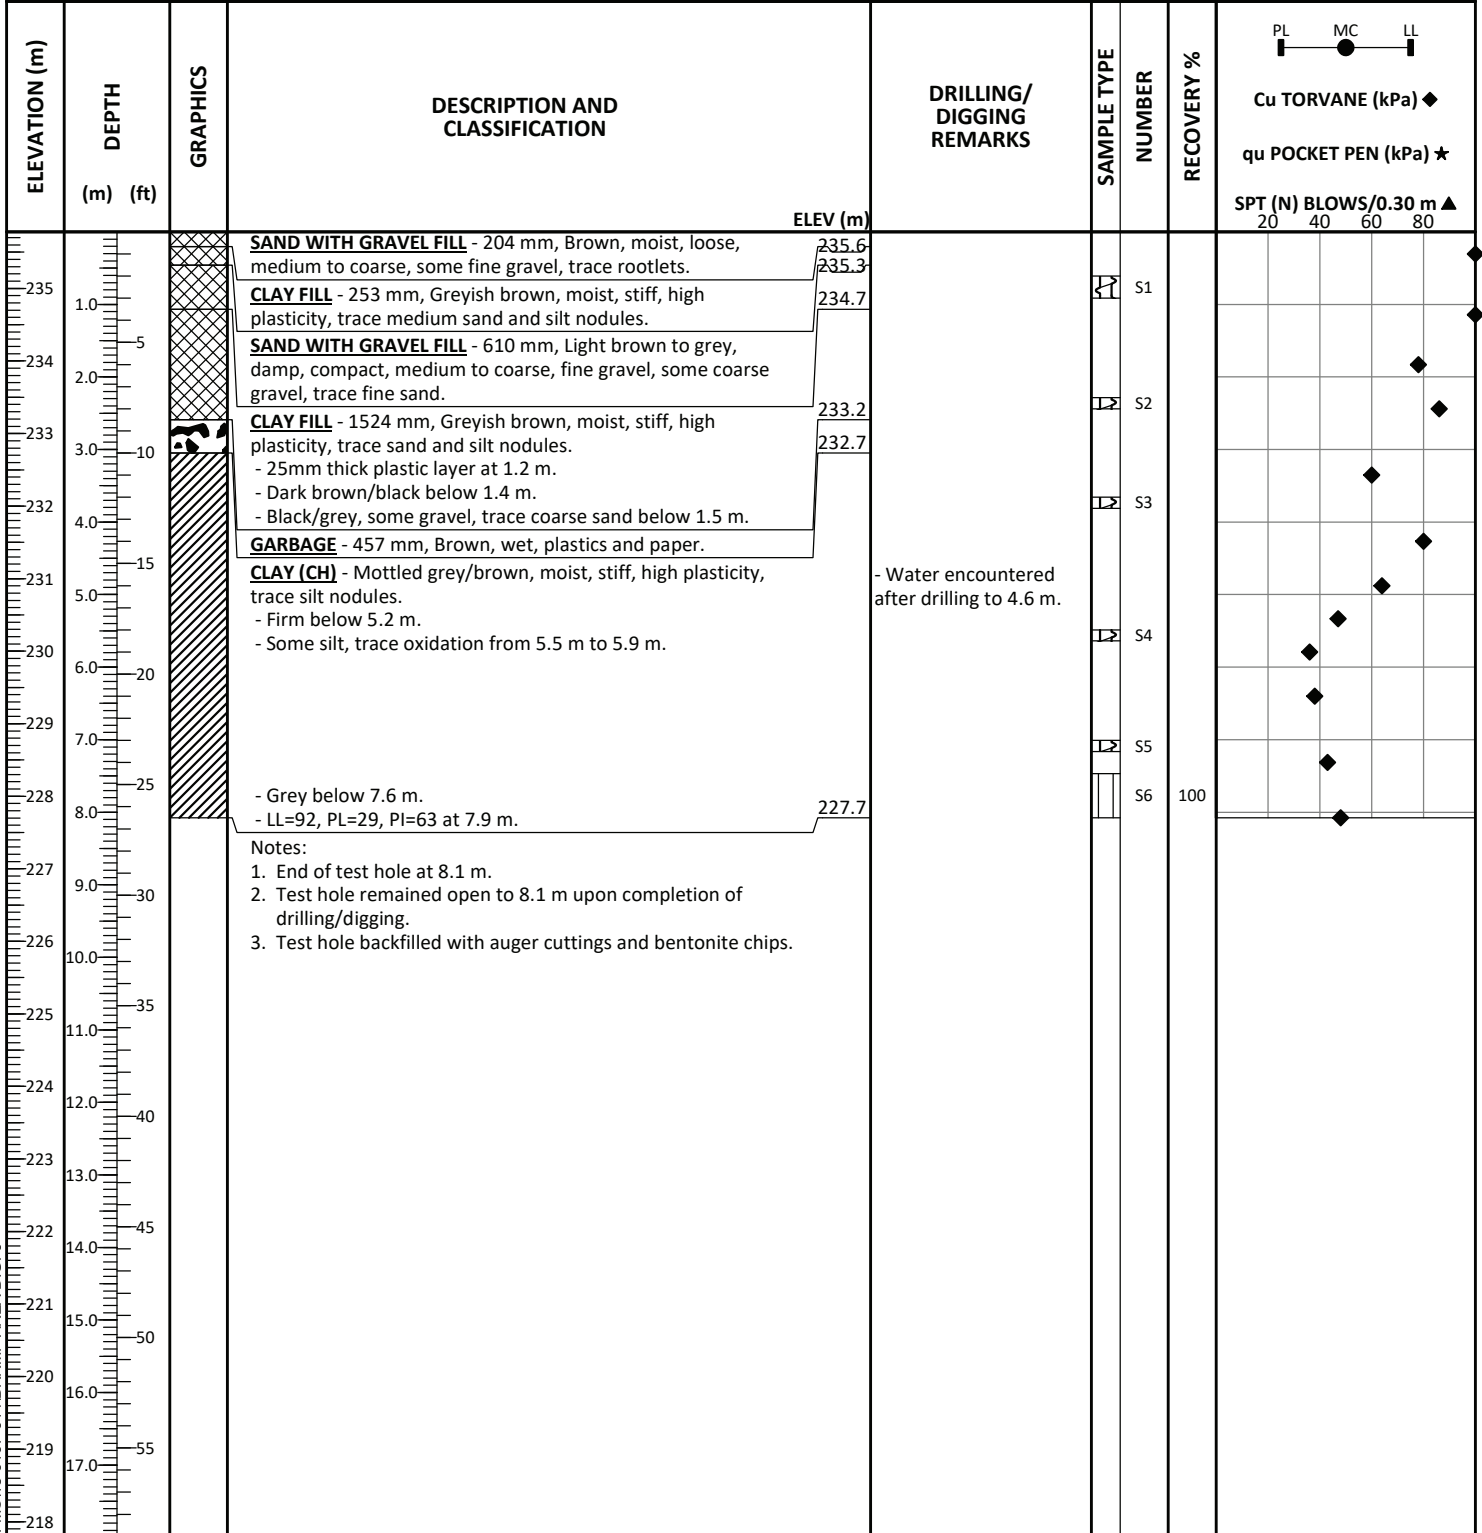 ELEVATION (m)
DEPTH
(m) (ft)
GRAPHICS
DESCRIPTION AND
CLASSIFICATION
ELEV (m)
DRILLING/
DIGGING
REMARKS
SAMPLE TYPE
NUMBER
RECOVERY %
PL MC LL
Cu TORVANE (kPa) ◆
qu POCKET PEN (kPa) ★
SPT (N) BLOWS/0.30 m ▲
20 40 60 80
SAND WITH GRAVEL FILL - 204 mm, Brown, moist, loose,
medium to coarse, some fine gravel, trace rootlets.
235.6
235.3
CLAY FILL - 253 mm, Greyish brown, moist, stiff, high
plasticity, trace medium sand and silt nodules.
234.7
SAND WITH GRAVEL FILL - 610 mm, Light brown to grey,
damp, compact, medium to coarse, fine gravel, some coarse
gravel, trace fine sand.
233.2
CLAY FILL - 1524 mm, Greyish brown, moist, stiff, high
plasticity, trace sand and silt nodules.
232.7
- 25mm thick plastic layer at 1.2 m.
- Dark brown/black below 1.4 m.
- Black/grey, some gravel, trace coarse sand below 1.5 m.
GARBAGE - 457 mm, Brown, wet, plastics and paper.
CLAY (CH) - Mottled grey/brown, moist, stiff, high plasticity,
trace silt nodules.
- Firm below 5.2 m.
- Some silt, trace oxidation from 5.5 m to 5.9 m.
- Grey below 7.6 m.
- LL=92, PL=29, PI=63 at 7.9 m.
227.7
Notes:
1. End of test hole at 8.1 m.
2. Test hole remained open to 8.1 m upon completion of
drilling/digging.
3. Test hole backfilled with auger cuttings and bentonite chips.
- Water encountered
after drilling to 4.6 m.
S1
S2
S3
S4
S5
S6 100
235
234
233
232
231
230
229
228
227
226
225
224
223
222
221
220
219
218
1.0
2.0
3.0
4.0
5.0
6.0
7.0
8.0
9.0
10.0
11.0
12.0
13.0
14.0
15.0
16.0
17.0
5
10
15
20
25
30
35
40
45
50
55